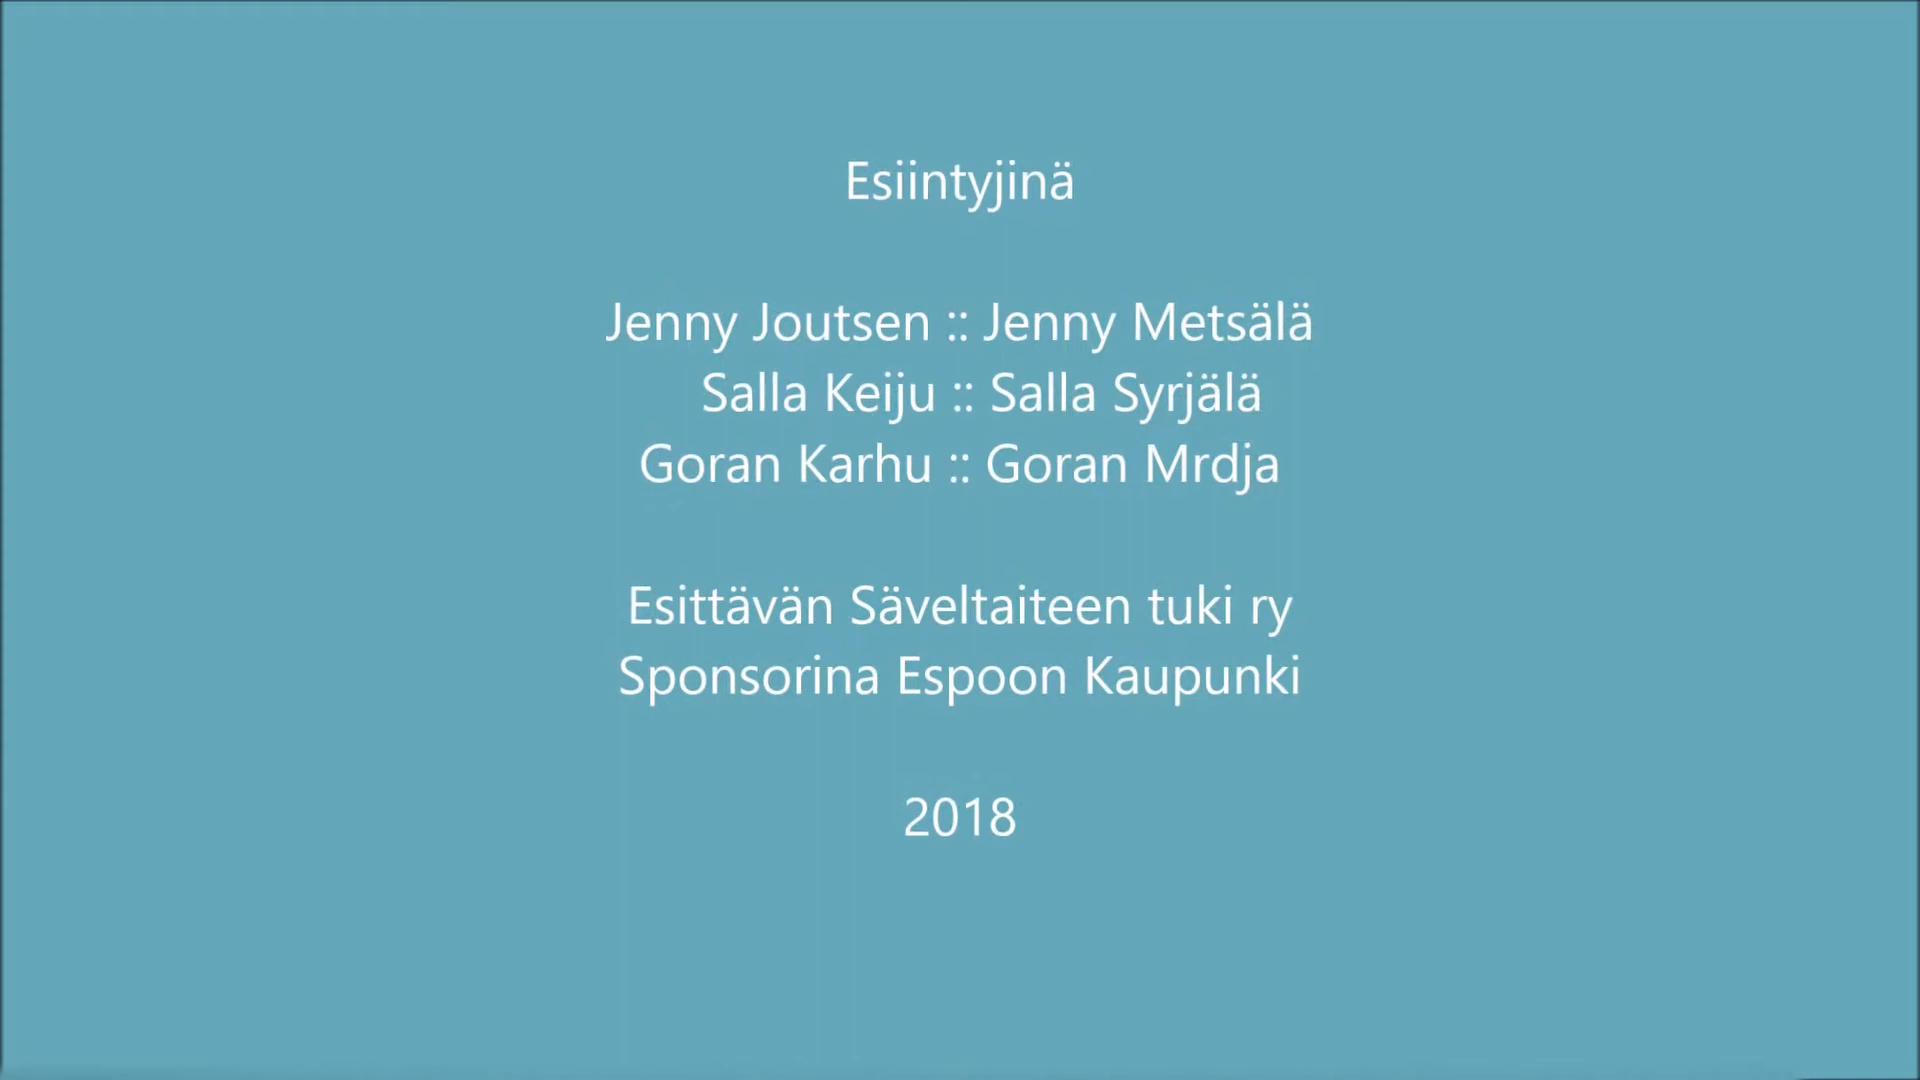 Esiintyjinä
Jenny Joutsen :: Jenny Metsälä
Salla Keiju :: Salla Syrjälä
Goran Karhu :: Goran Mrdja
Esittävän Säveltaiteen tuki ry
Sponsorina Espoon Kaupunki
2018